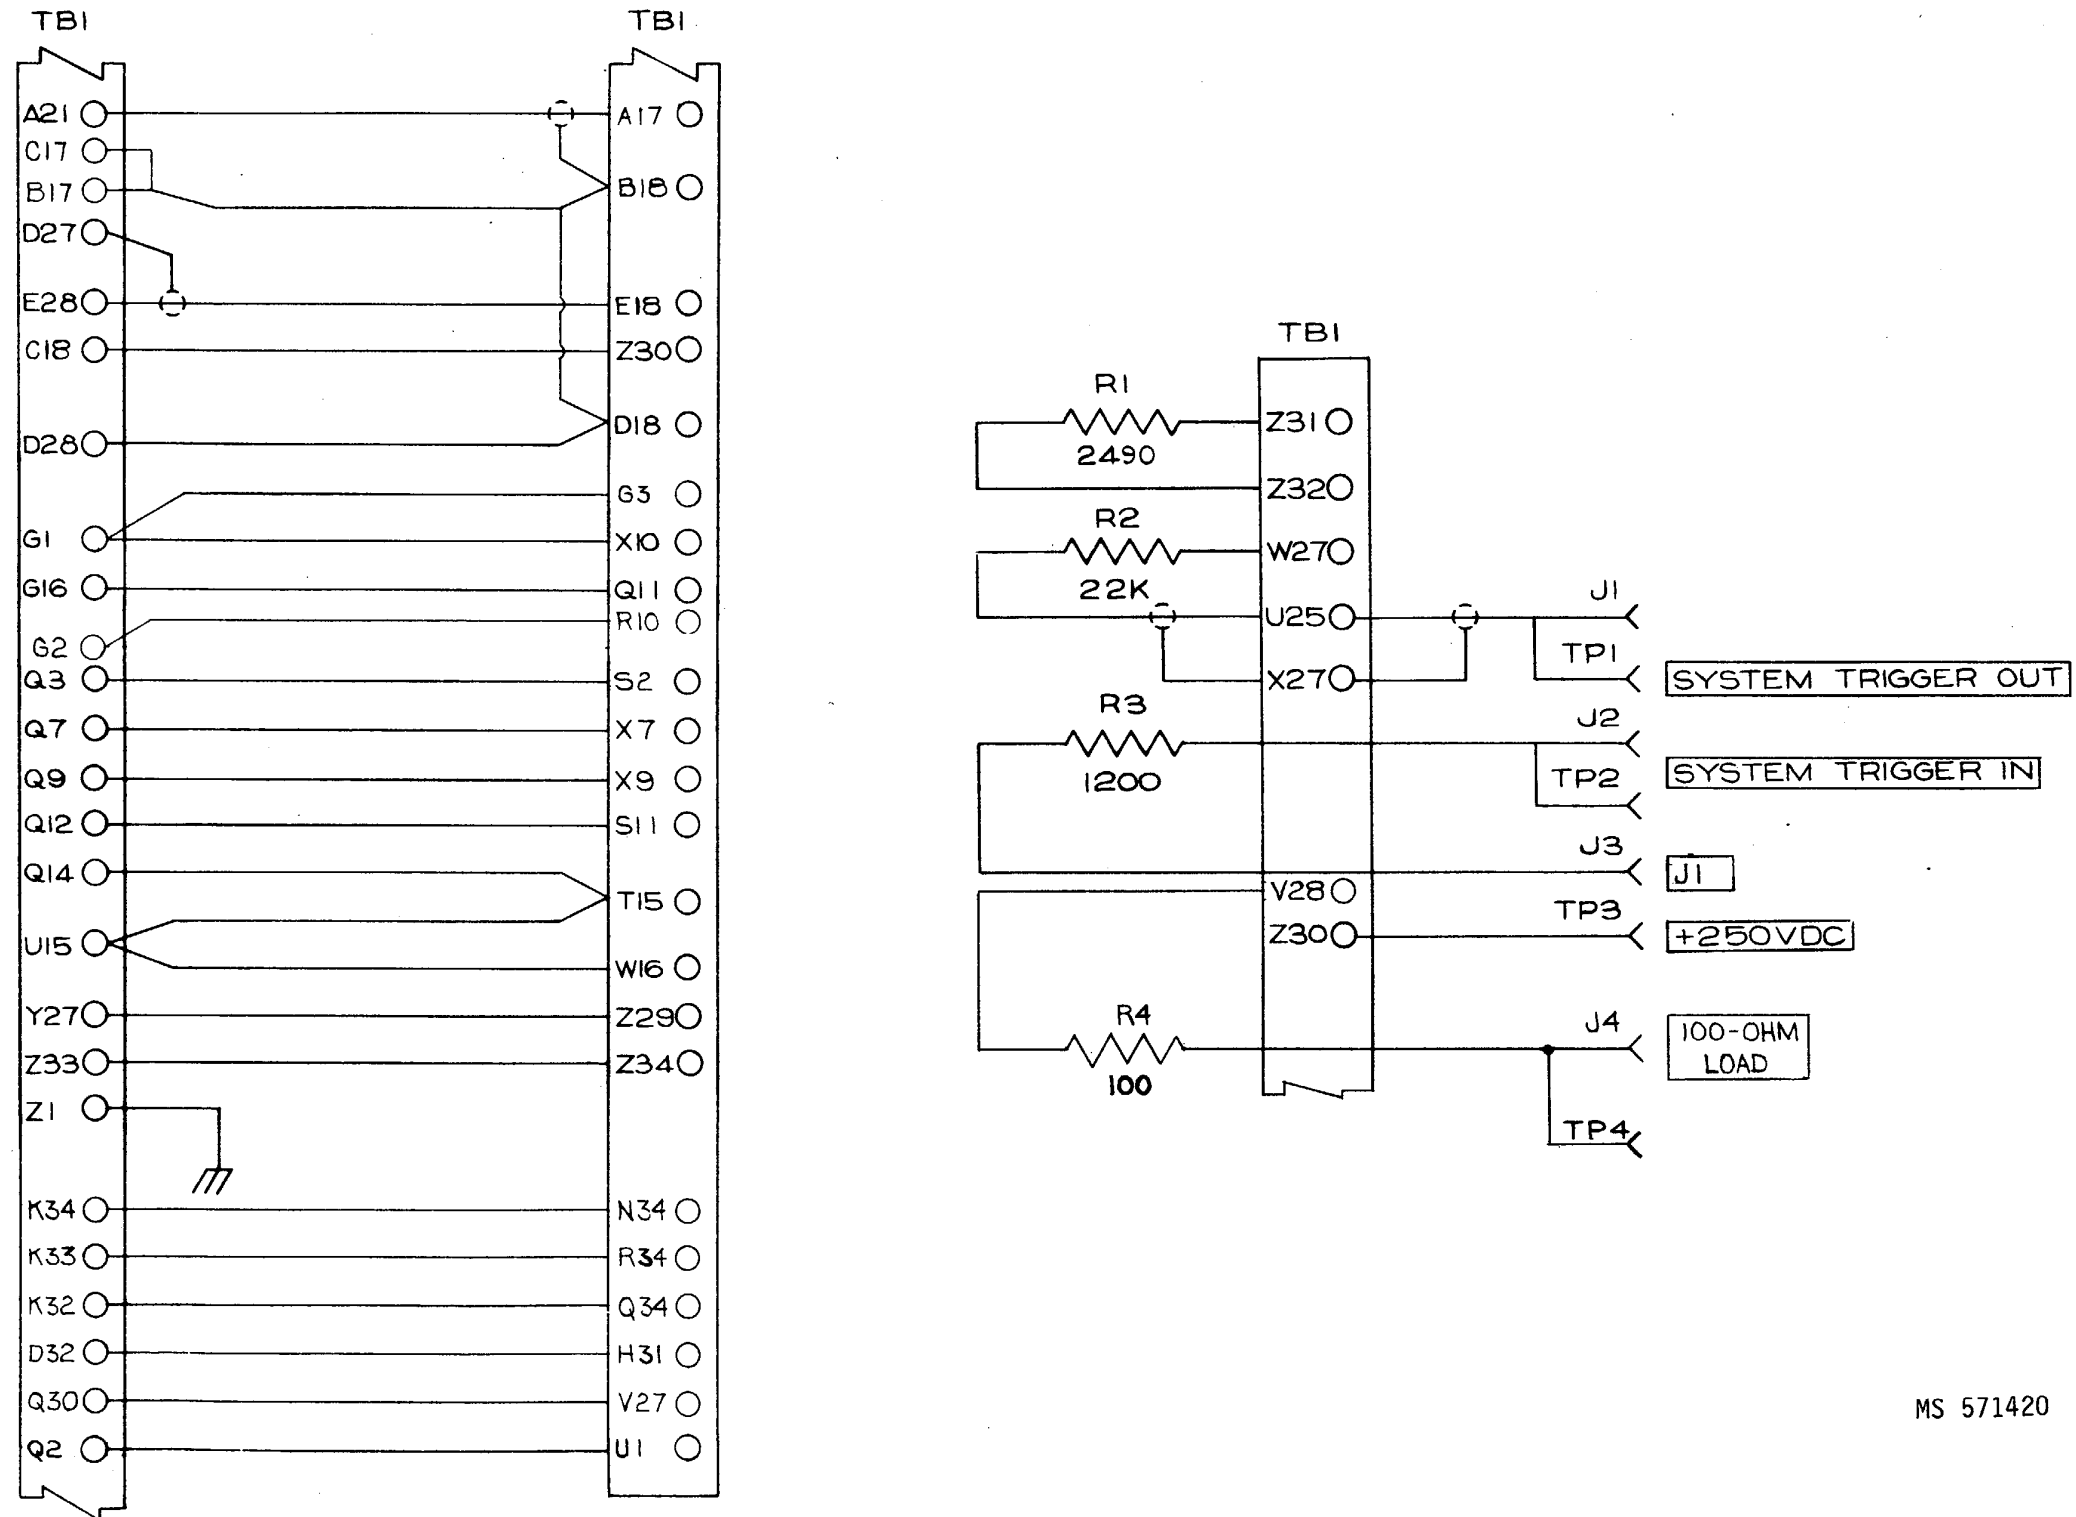 TB1
TB1
A21
A17
C17
B17
B18
D27
E28
E18
C18
Z30
D18
D28
G3
G1
X10
G16
Q11
R10
G2
Q3
S2
Q7
X7
Q9
X9
Q12
S11
Q14
T15
U15
W16
Y27
Z29
Z33
Z34
Z1
K34
N34
K33
R34
K32
Q34
D32
H31
Q30
V27
Q2
U1
TB1
R1
Z31
2490
Z32
R2
W27
22K
J1
U25
TP1
X27
SYSTEM TRIGGER OUT
R3
J2
1200
TP2
SYSTEM TRIGGER IN
J3
J1
V28
TP3
Z30
+250VDC
R4
J4
100-OHM
LOAD
100
TP4
MS 571420